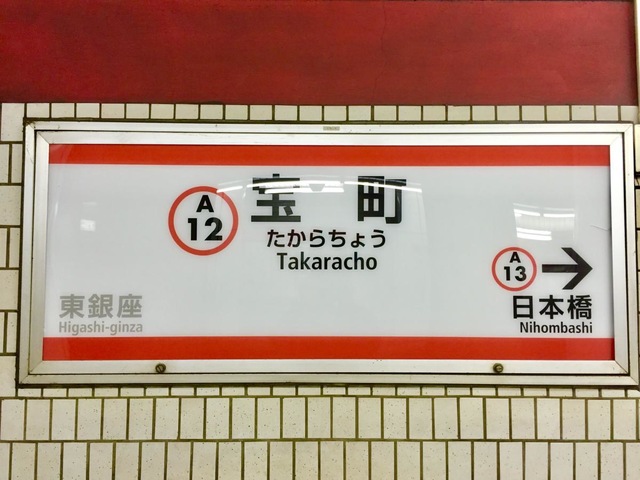 A
12
宝町
たからちょう
Takaracho
A
13
東銀座
Higashi-ginza
日本橋
Nihombashi